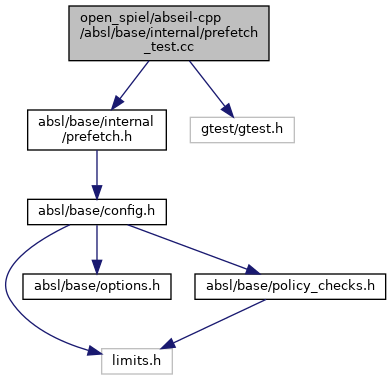 open_spiel/abseil-cpp
/absl/base/internal/prefetch
_test.cc
absl/base/internal
/prefetch.h
gtest/gtest.h
absl/base/config.h
absl/base/options.h
absl/base/policy_checks.h
limits.h